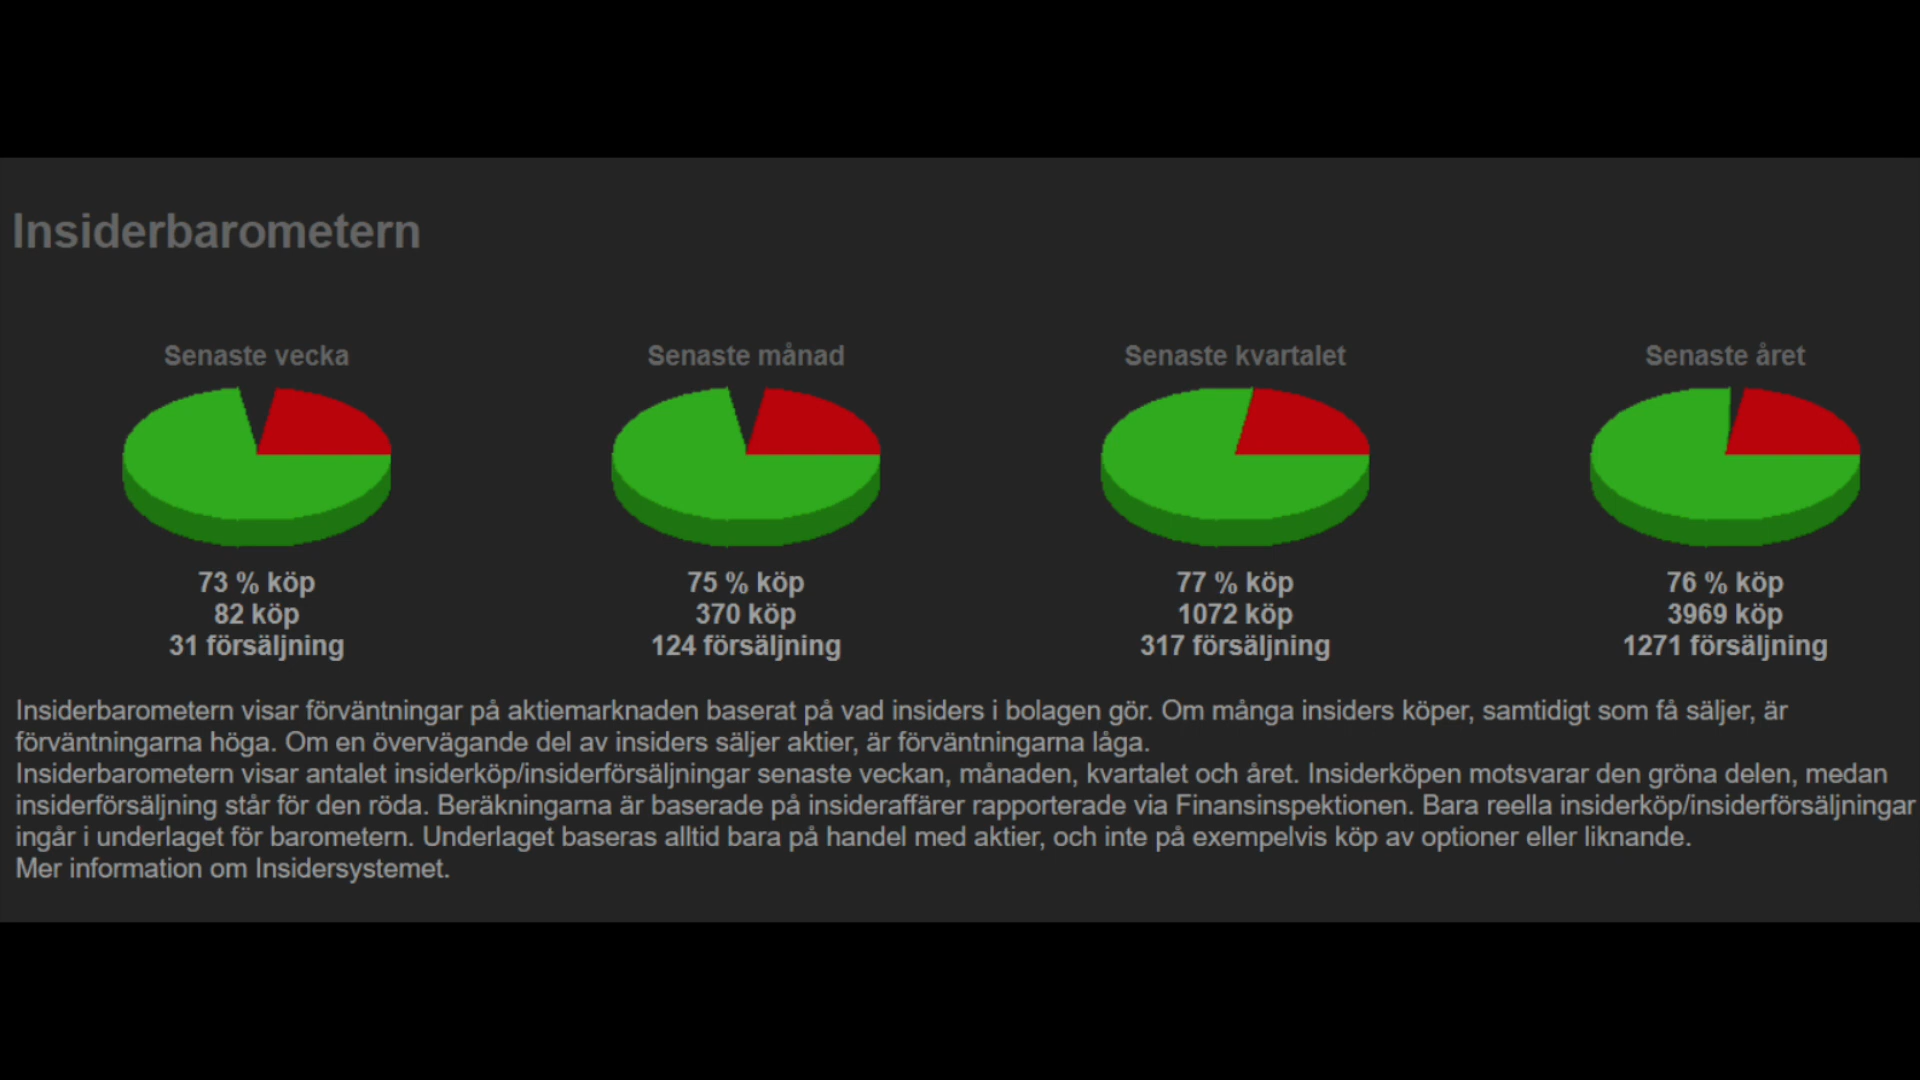 Insiderbarometern
Senaste vecka
Senaste månad
Senaste kvartalet
Senaste året
73 % köp
82 köp
31 försäljning
75 % köp
370 köp
124 försäljning
77 % köp
1072 köp
317 försäljning
76 % köp
3969 köp
1271 försäljning
Insiderbarometern visar förväntningar på aktiemarknaden baserat på vad insiders i bolagen gör. Om många insiders köper, samtidigt som få säljer, är
förväntningarna höga. Om en övervägande del av insiders säljer aktier, är förväntningarna låga.
Insiderbarometern visar antalet insiderköp/insiderförsäljningar senaste veckan, månaden, kvartalet och året. Insiderköpen motsvarar den gröna delen, medan
insiderförsäljning står för den röda. Beräkningarna är baserade på insideraffärer rapporterade via Finansinspektionen. Bara reella insiderköp/insiderförsäljningar
ingår i underlaget för barometern. Underlaget baseras alltid bara på handel med aktier, och inte på exempelvis köp av optioner eller liknande.
Mer information om Insidersystemet.